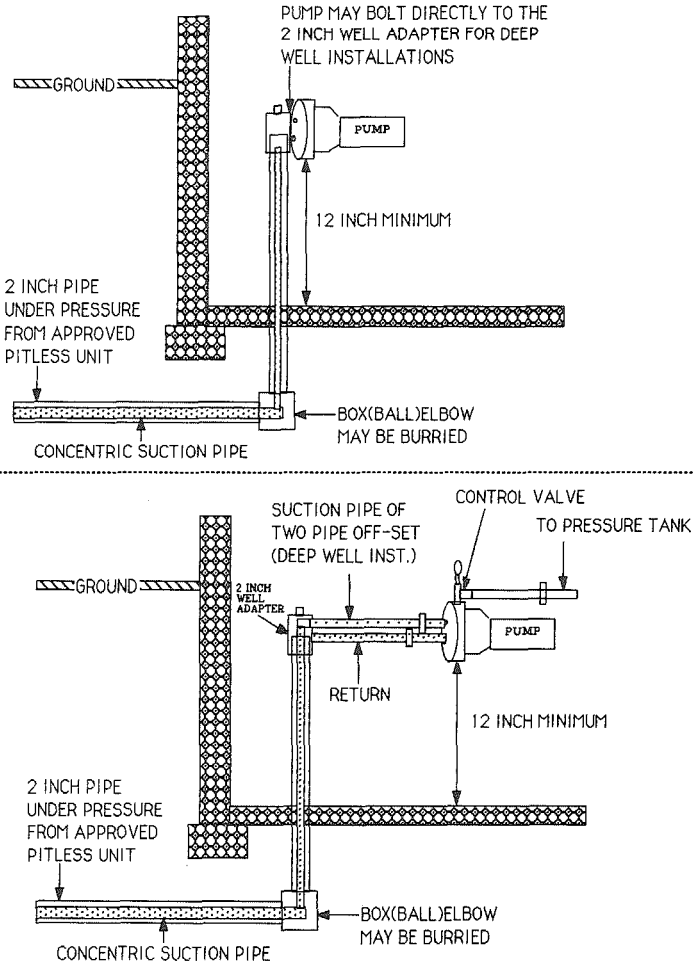 PUMP MAY BOLT DIRECTLY TO THE
2 INCH WELL ADAPTER FOR DEEP
WELL INSTALLATIONS
GROUND
PUMP
12 INCH MINIMUM
2 INCH PIPE
UNDER PRESSURE
FROM APPROVED
PITLESS UNIT
BOX(BALL)ELBOW
MAY BE BURRIED
CONCENTRIC SUCTION PIPE
CONTROL VALVE
SUCTION PIPE OF
TWO PIPE OFF-SET
(DEEP WELL INST.)
TO PRESSURE TANK
GROUND
2 INCH
WELL
ADAPTER
PUMP
RETURN
12 INCH MINIMUM
2 INCH PIPE
UNDER PRESSURE
FROM APPROVED
PITLESS UNIT
BOX(BALL)ELBOW
MAY BE BURRIED
CONCENTRIC SUCTION PIPE